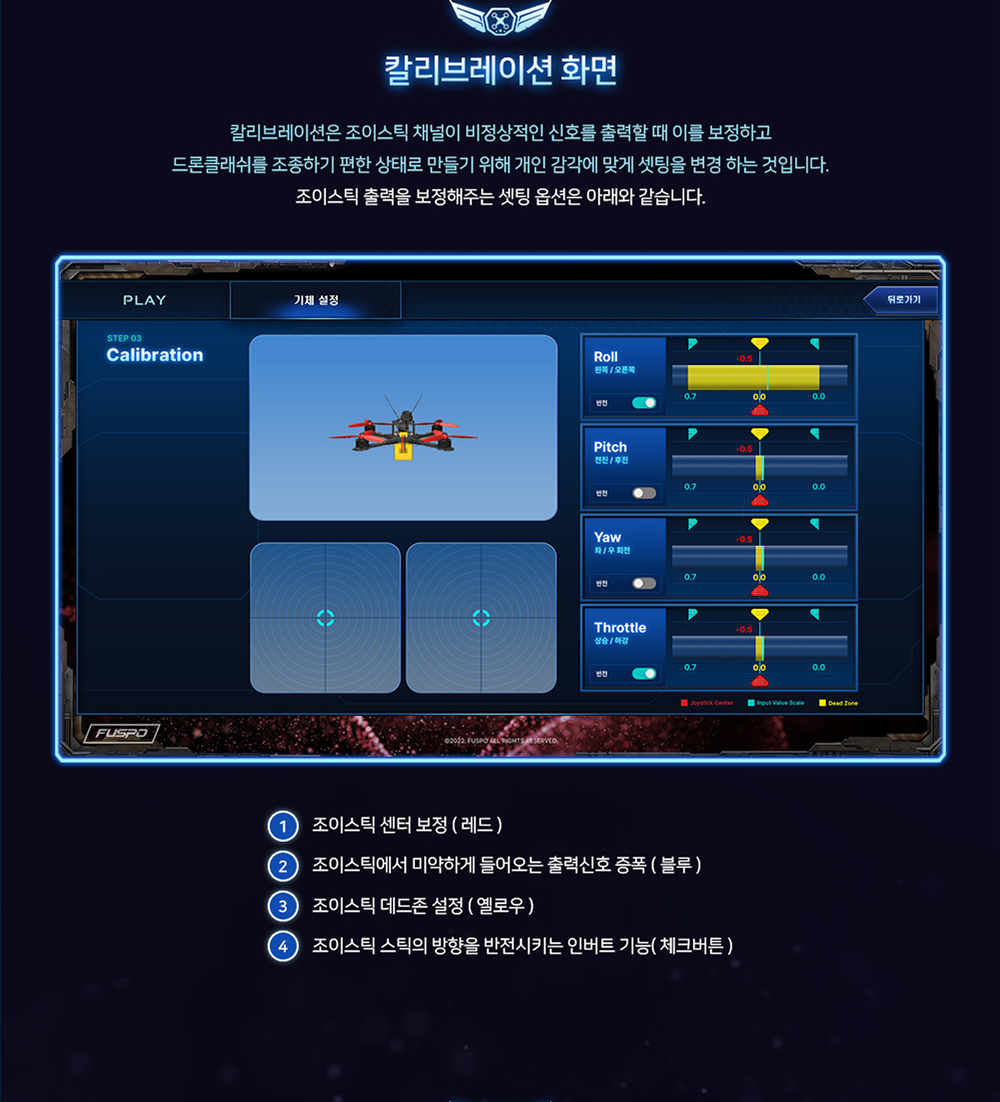 칼리브레이션 화면
칼리브레이션은 조이스틱 채널이 비정상적인 신호를 출력할 때 이를 보정하고
드론클래쉬를 조종하기 편한 상태로 만들기 위해 개인 감각에 맞게 셋팅을 변경 하는 것입니다.
조이스틱 출력을 보정해주는 셋팅 옵션은 아래와 같습니다.
PLAY
기체 설정
뒤로가기
STEP 03
Calibration
Roll
왼쪽 / 오른쪽
반전
-0.5
0.7
0.0
0.0
Pitch
전진 / 후진
반전
-0.5
0.7
0.0
0.0
Yaw
좌 / 우 회전
반전
-0.5
0.7
0.0
0.0
Throttle
상승 / 하강
반전
-0.5
0.7
0.0
0.0
Joystick Center
Input Value Scale
Dead Zone
FUSPO
©2022. FUSPO ALL RIGHTS RESERVED.
1 조이스틱 센터 보정 ( 레드 )
2 조이스틱에서 미약하게 들어오는 출력신호 증폭 ( 블루 )
3 조이스틱 데드존 설정 ( 옐로우 )
4 조이스틱 스틱의 방향을 반전시키는 인버트 기능( 체크버튼 )